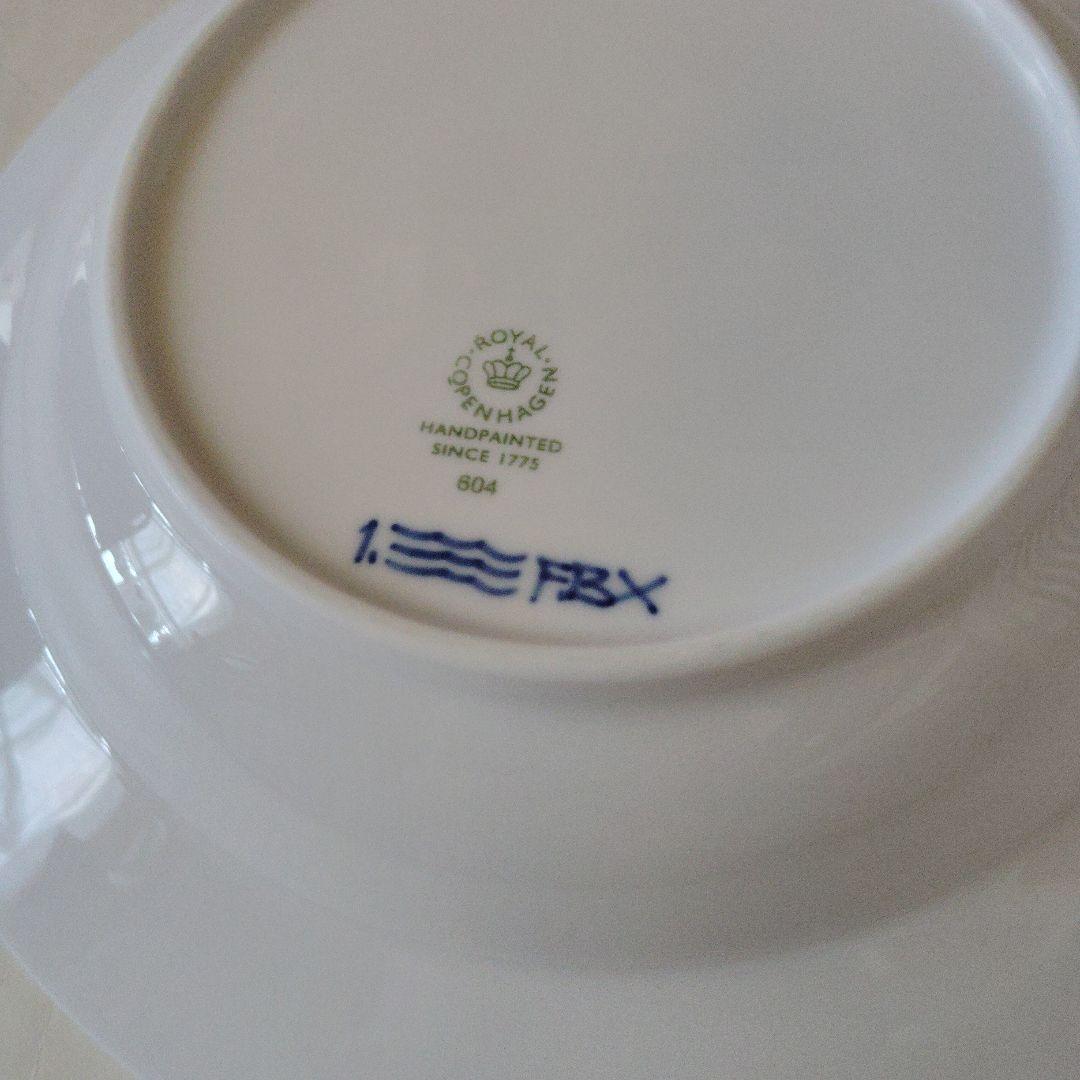 ROYAL
COPENHAGEN
HANDPAINTED
SINCE 1775
604
1. FBX